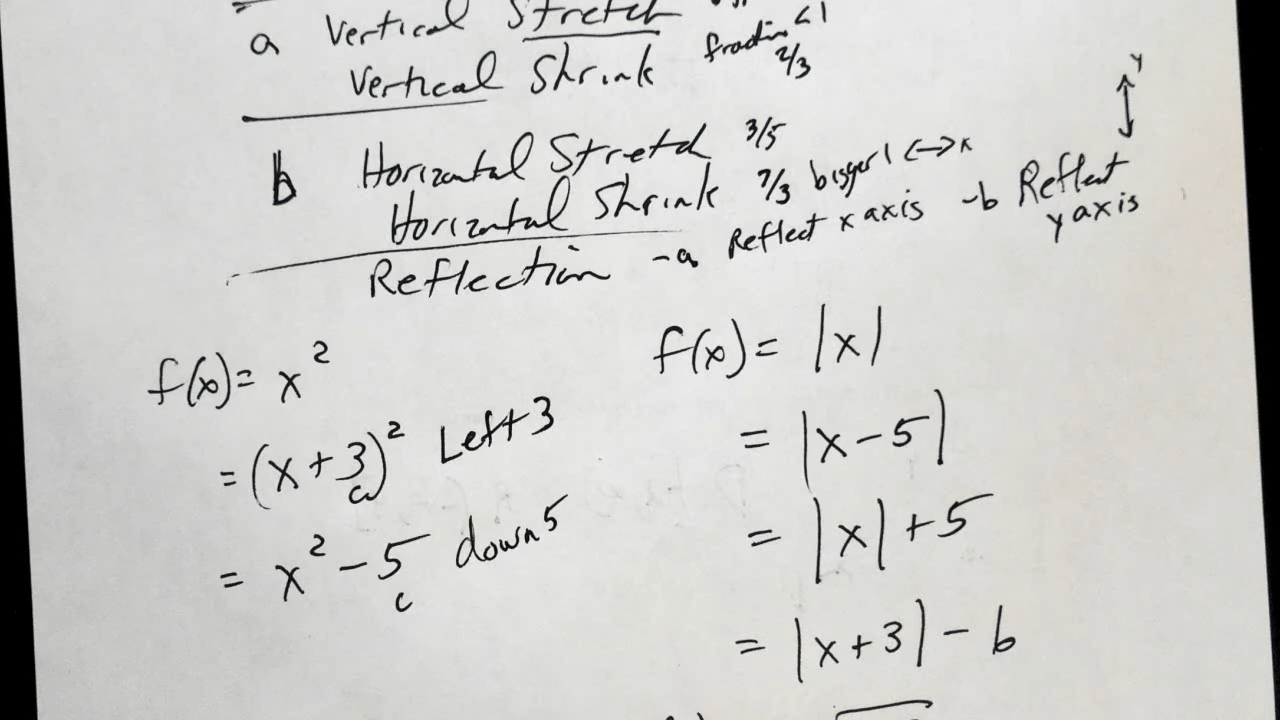 a Vertical Stretch
Vertical Shrink fraction <1
2/3
b Horizontal Stretch 3/5
Horizontal Shrink 7/3 bigger 1 ↔ x
y
Reflection -a Reflect x axis -b Reflect
y axis
f(x) = x²
= (x + 3)² Left 3
c
= x² - 5 down 5
c
f(x) = |x|
= |x - 5|
= |x| + 5
= |x + 3| - 6